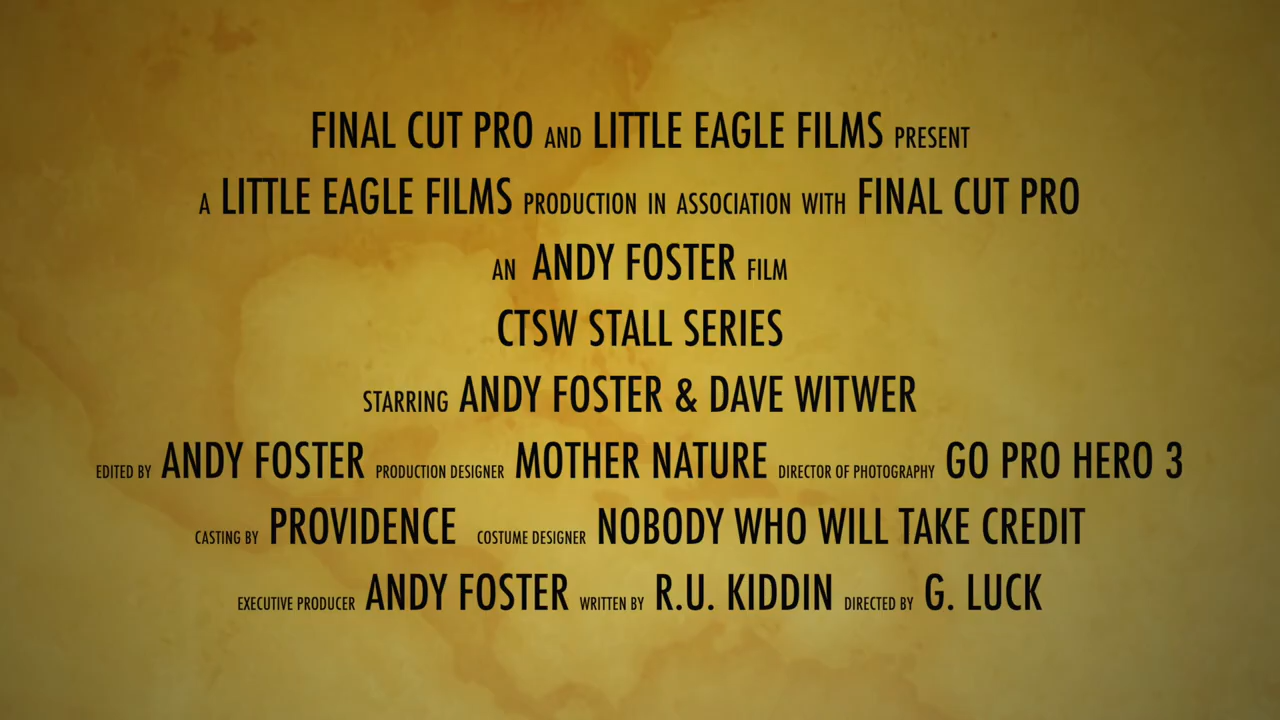 FINAL CUT PRO AND LITTLE EAGLE FILMS PRESENT
A LITTLE EAGLE FILMS PRODUCTION IN ASSOCIATION WITH FINAL CUT PRO
AN ANDY FOSTER FILM
CTSW STALL SERIES
STARRING ANDY FOSTER & DAVE WITWER
EDITED BY ANDY FOSTER PRODUCTION DESIGNER MOTHER NATURE DIRECTOR OF PHOTOGRAPHY GO PRO HERO 3
CASTING BY PROVIDENCE COSTUME DESIGNER NOBODY WHO WILL TAKE CREDIT
EXECUTIVE PRODUCER ANDY FOSTER WRITTEN BY R.U. KIDDIN DIRECTED BY G. LUCK